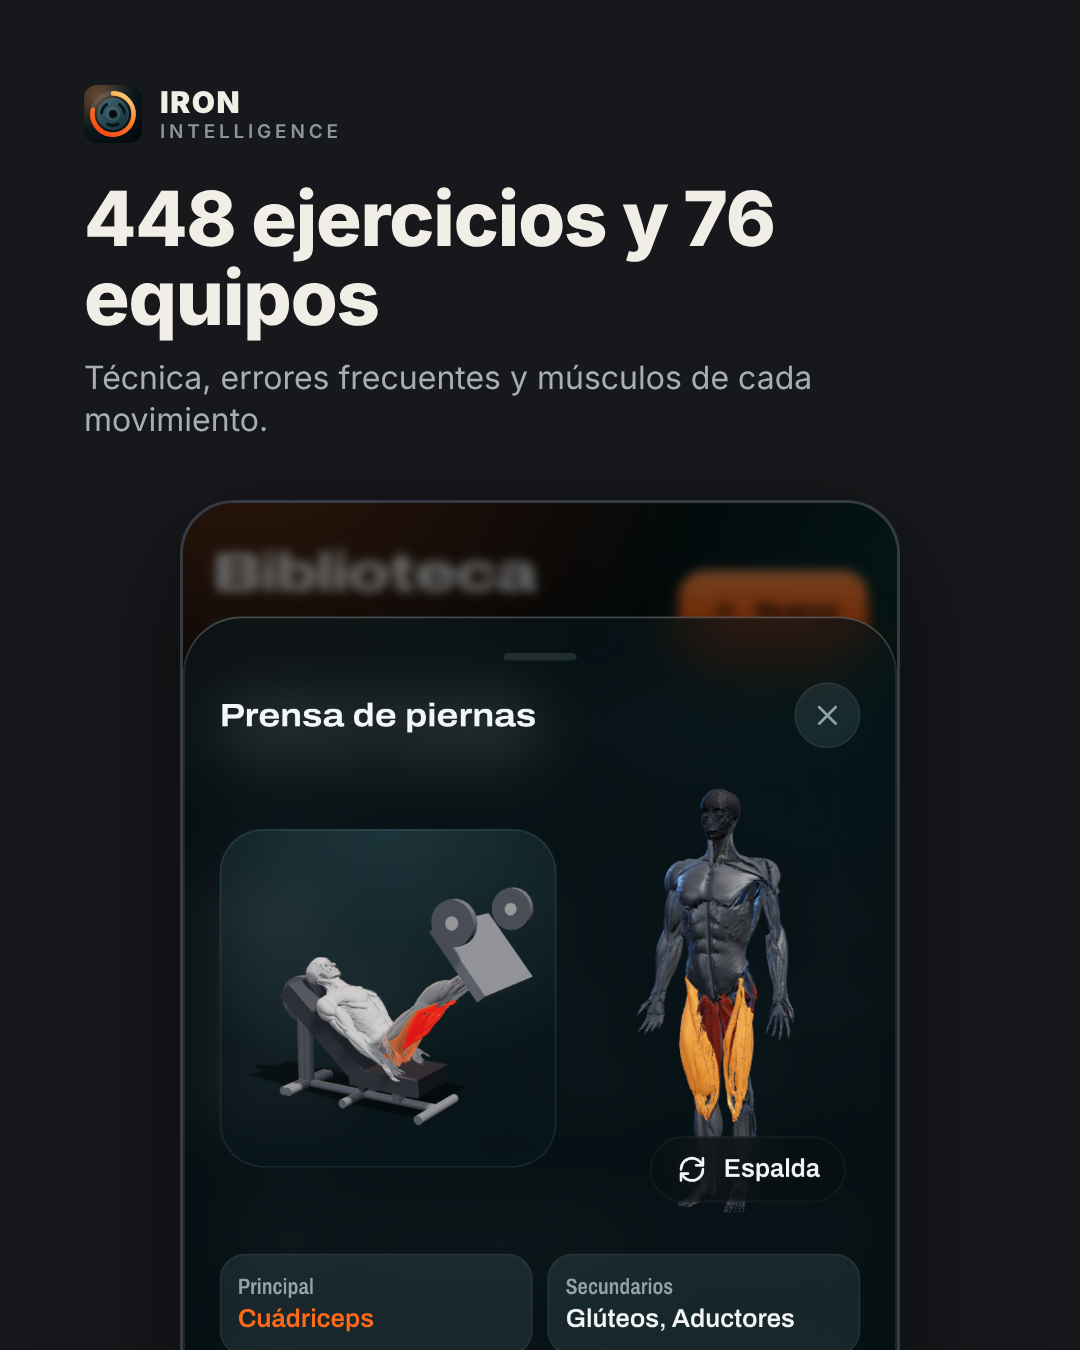 IRON
INTELLIGENCE
448 ejercicios y 76
equipos
Técnica, errores frecuentes y músculos de cada
movimiento.
Biblioteca
Prensa de piernas
Espalda
Principal
Cuádriceps
Secundarios
Glúteos, Aductores